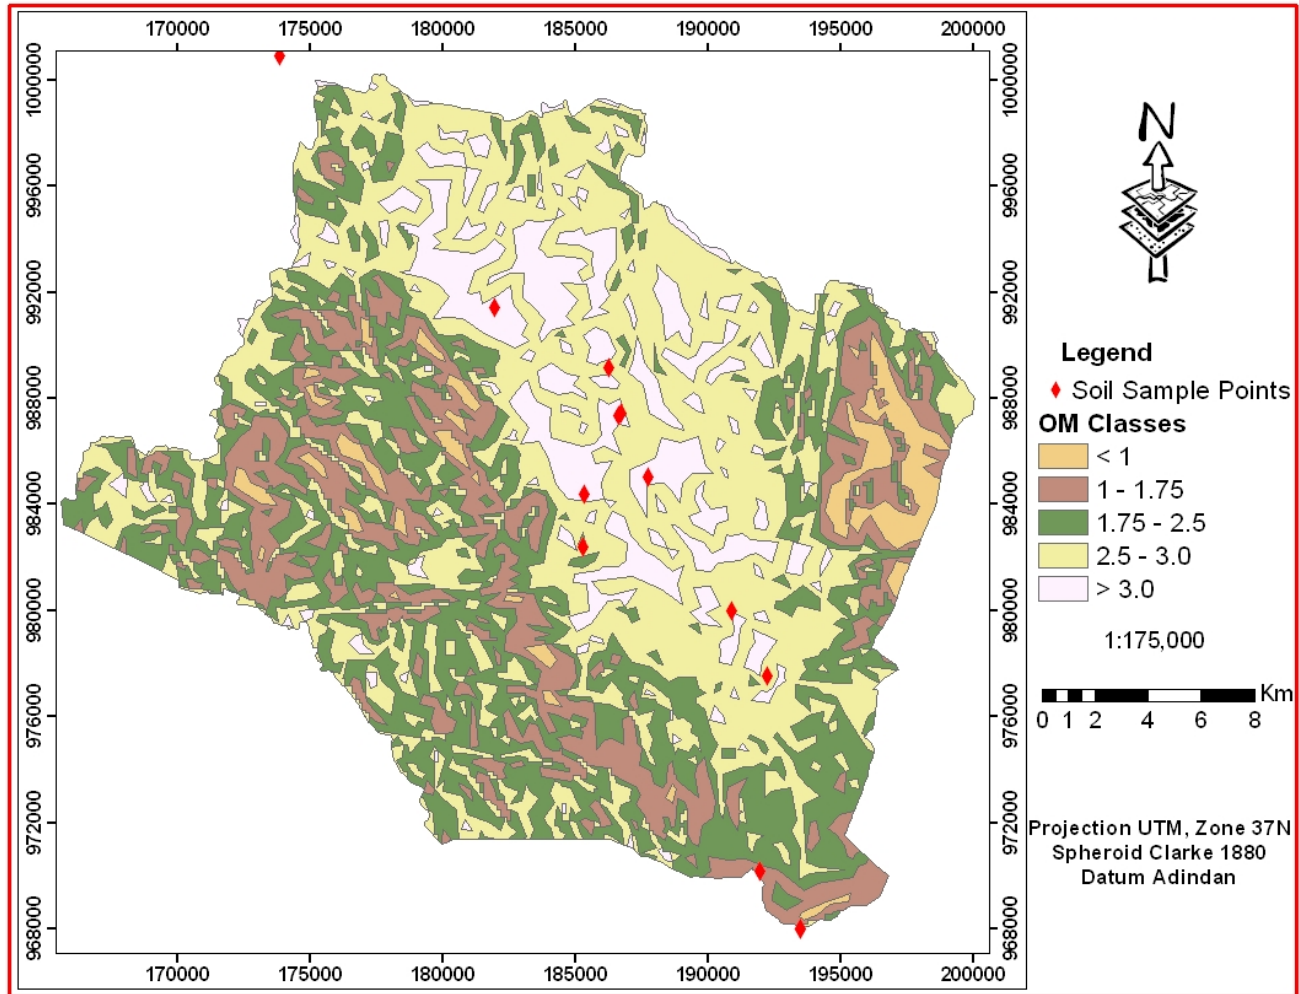 170000 175000 180000 185000 190000 195000 200000
1000000
996000
992000
988000
984000
980000
976000
972000
968000
1000000
996000
992000
988000
984000
980000
976000
972000
968000
170000 175000 180000 185000 190000 195000 200000
N
Legend
Soil Sample Points
OM Classes
< 1
1 - 1.75
1.75 - 2.5
2.5 - 3.0
> 3.0
1:175,000
Km
0 1 2 4 6 8
Projection UTM, Zone 37N
Spheroid Clarke 1880
Datum Adindan